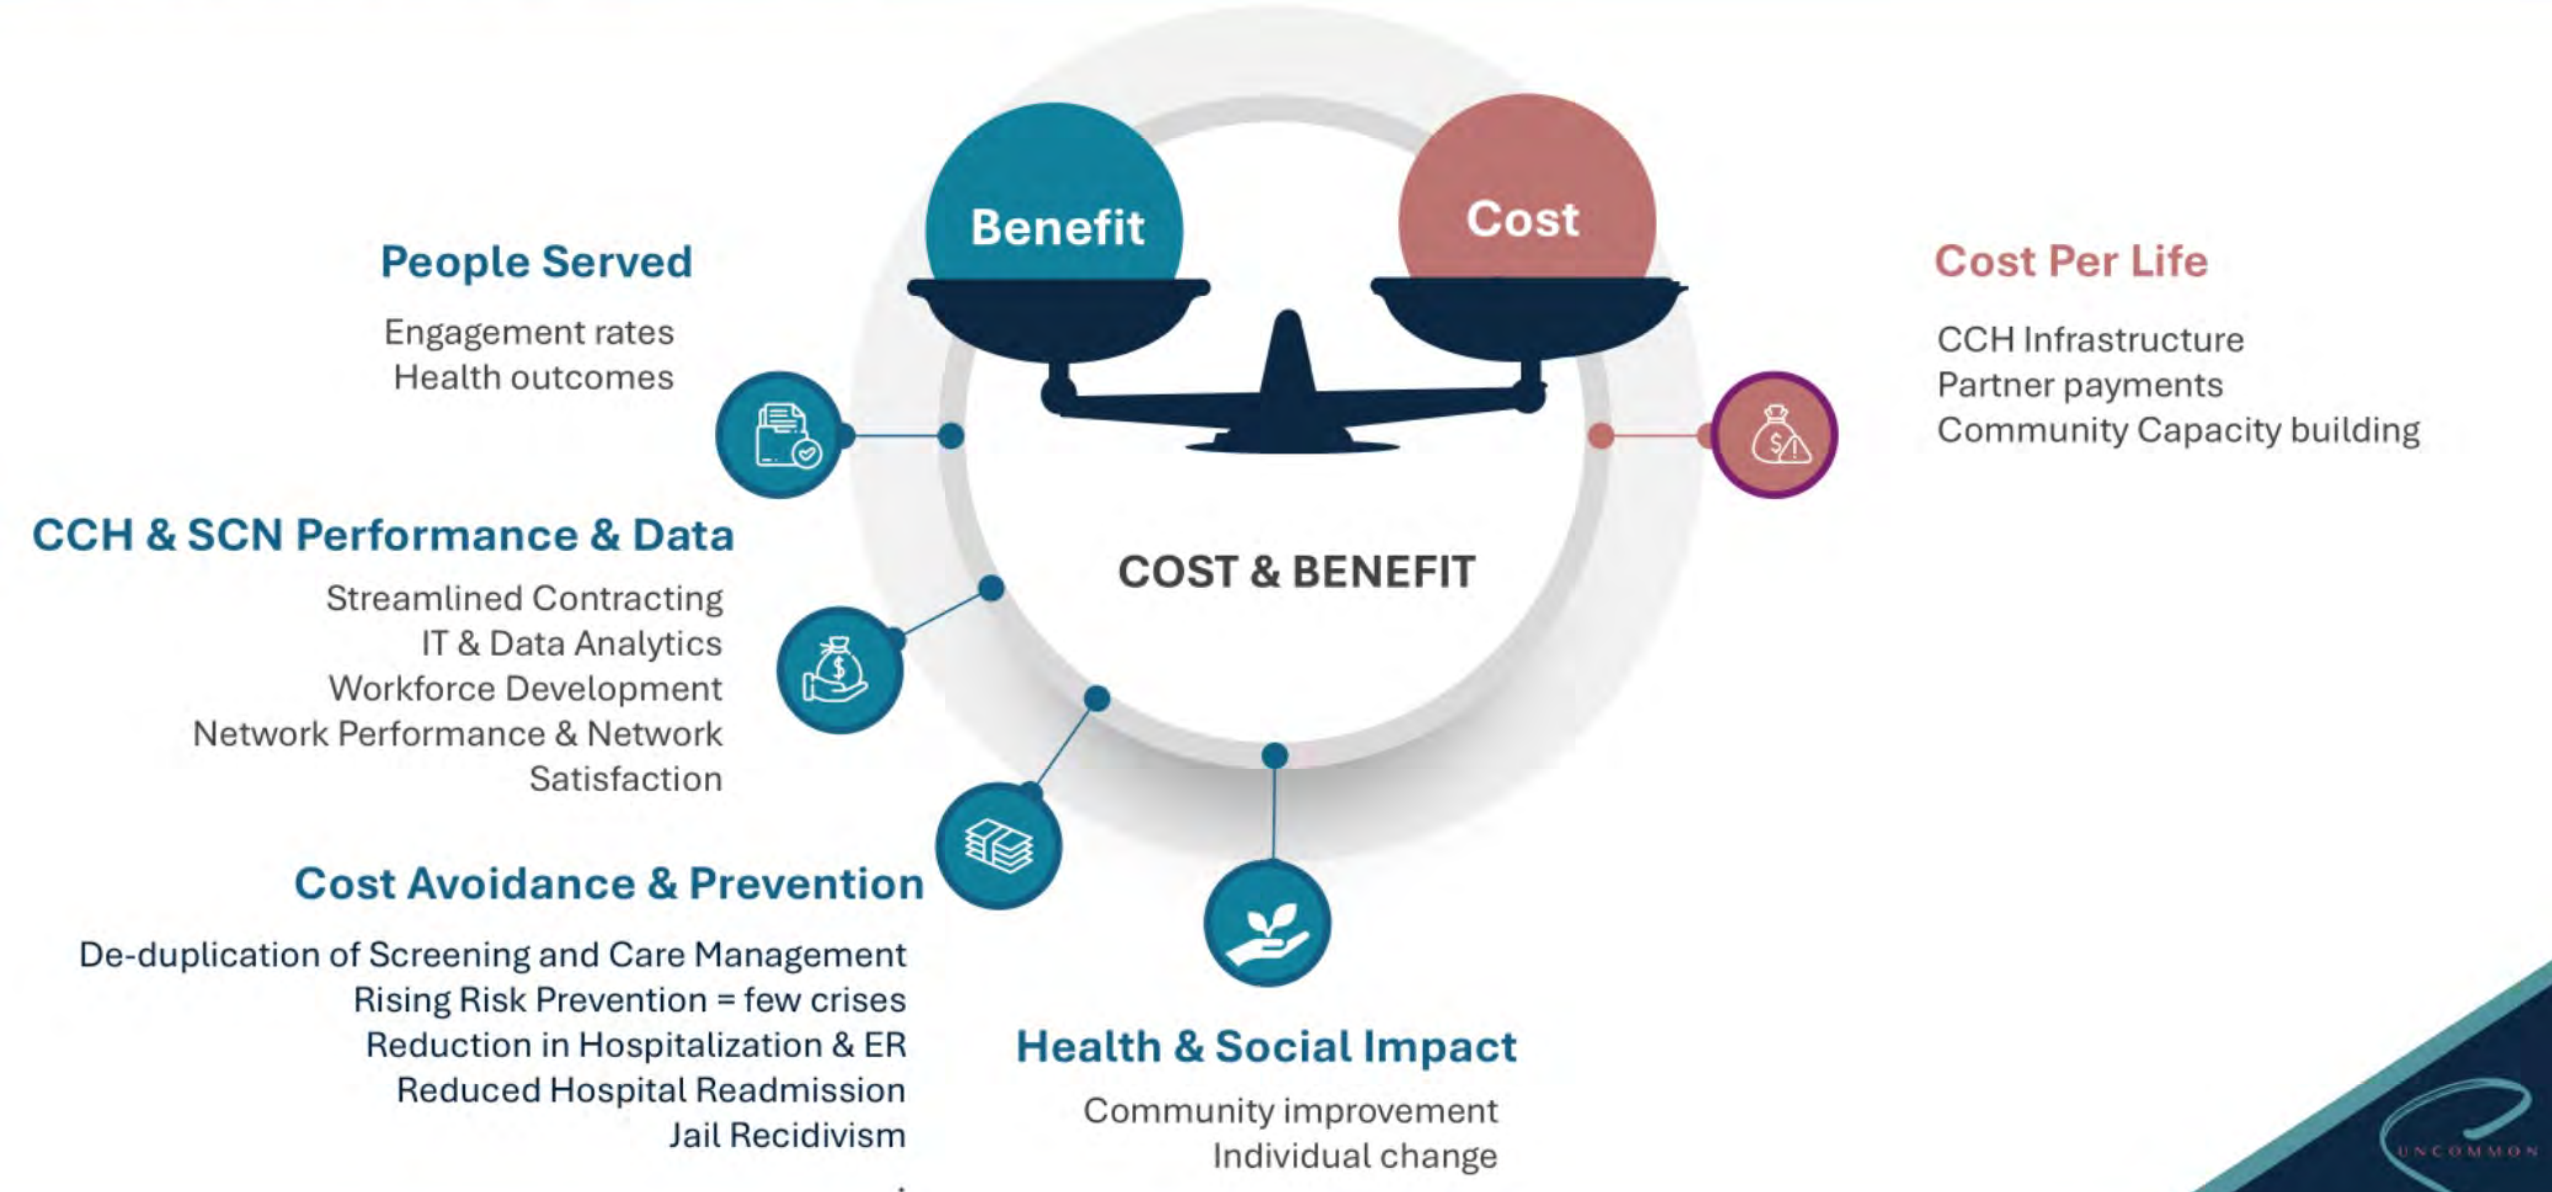 Benefit
Cost
People Served
Engagement rates
Health outcomes
CCH & SCN Performance & Data
Streamlined Contracting
IT & Data Analytics
Workforce Development
Network Performance & Network
Satisfaction
Cost Avoidance & Prevention
De-duplication of Screening and Care Management
Rising Risk Prevention = few crises
Reduction in Hospitalization & ER
Reduced Hospital Readmission
Jail Recidivism
.
COST & BENEFIT
Health & Social Impact
Community improvement
Individual change
Cost Per Life
CCH Infrastructure
Partner payments
Community Capacity building
UNCOMMON